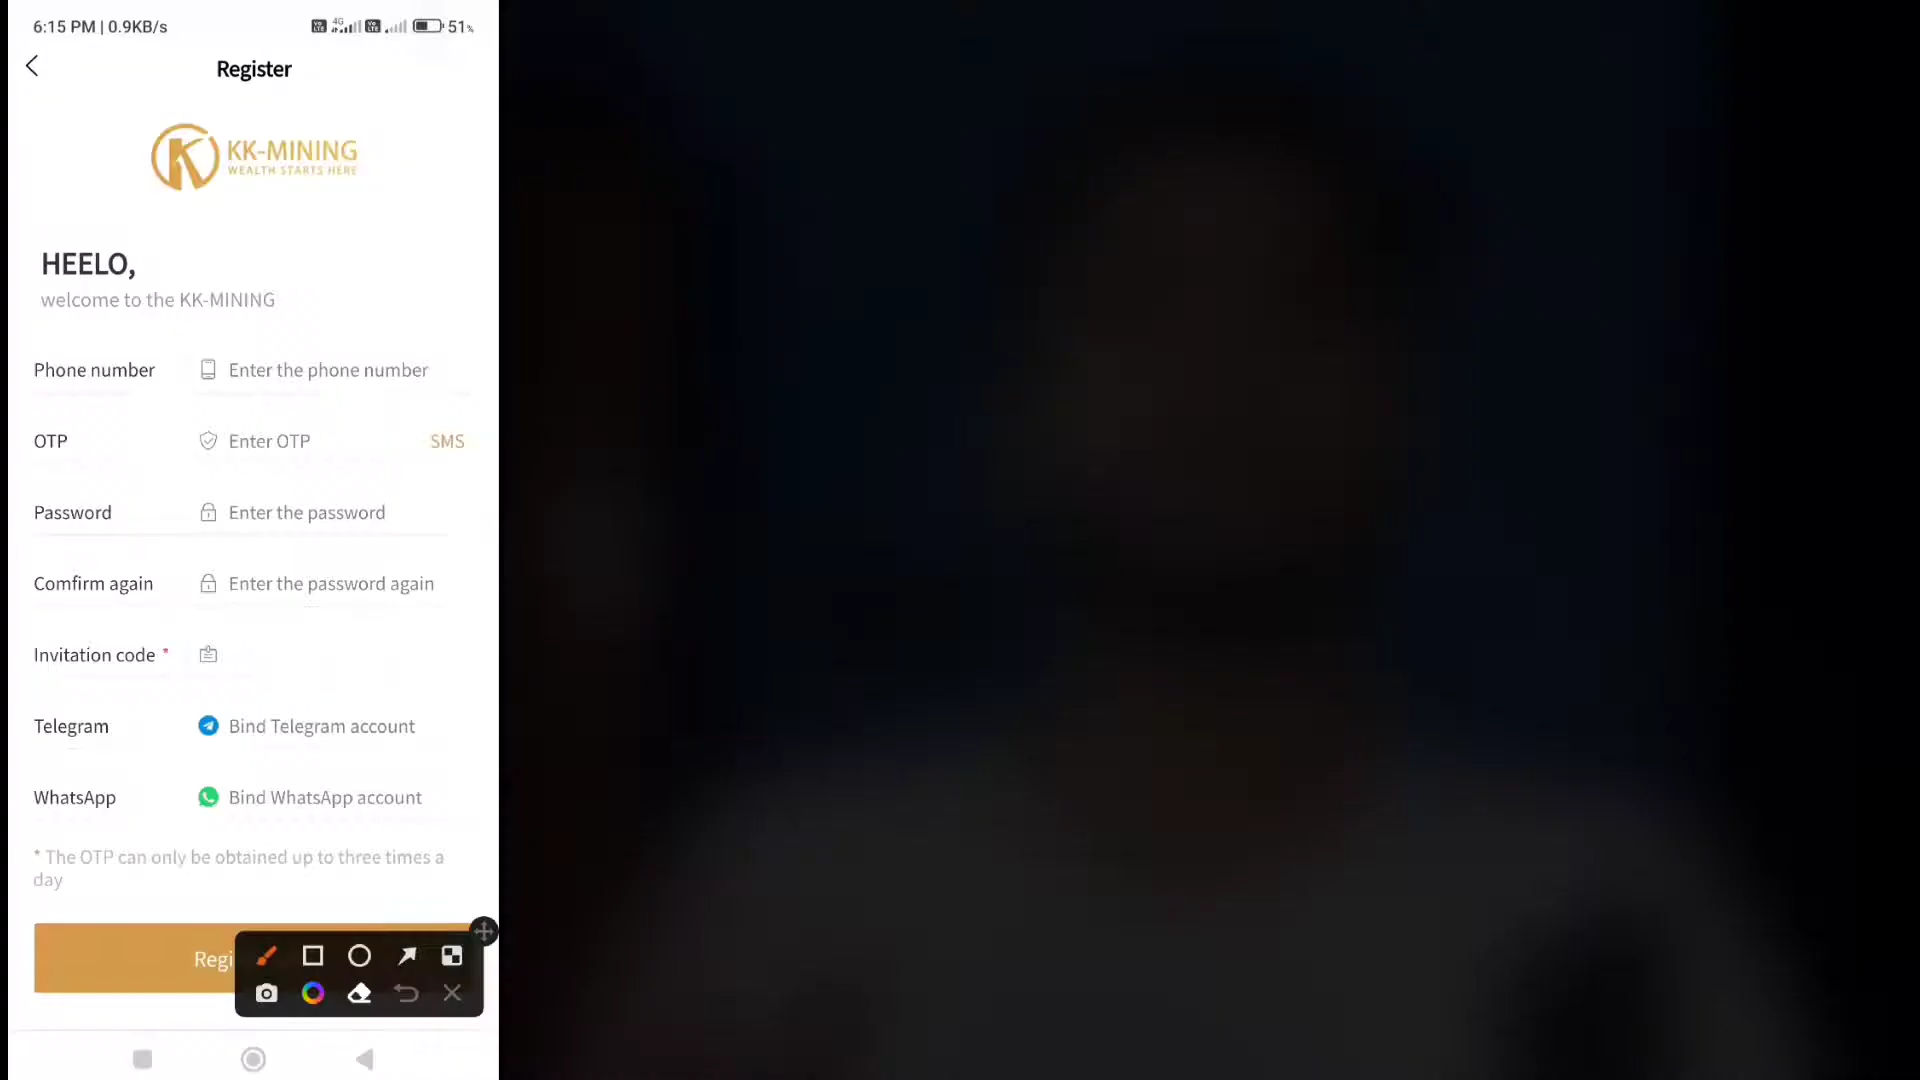 6:15 PM | 0.9KB/s 4G 51%
Register
KK-MINING
WEALTH STARTS HERE
HEELO,
welcome to the KK-MINING
Phone number Enter the phone number
OTP Enter OTP SMS
Password Enter the password
Comfirm again Enter the password again
Invitation code *
Telegram Bind Telegram account
WhatsApp Bind WhatsApp account
* The OTP can only be obtained up to three times a
day
Regi